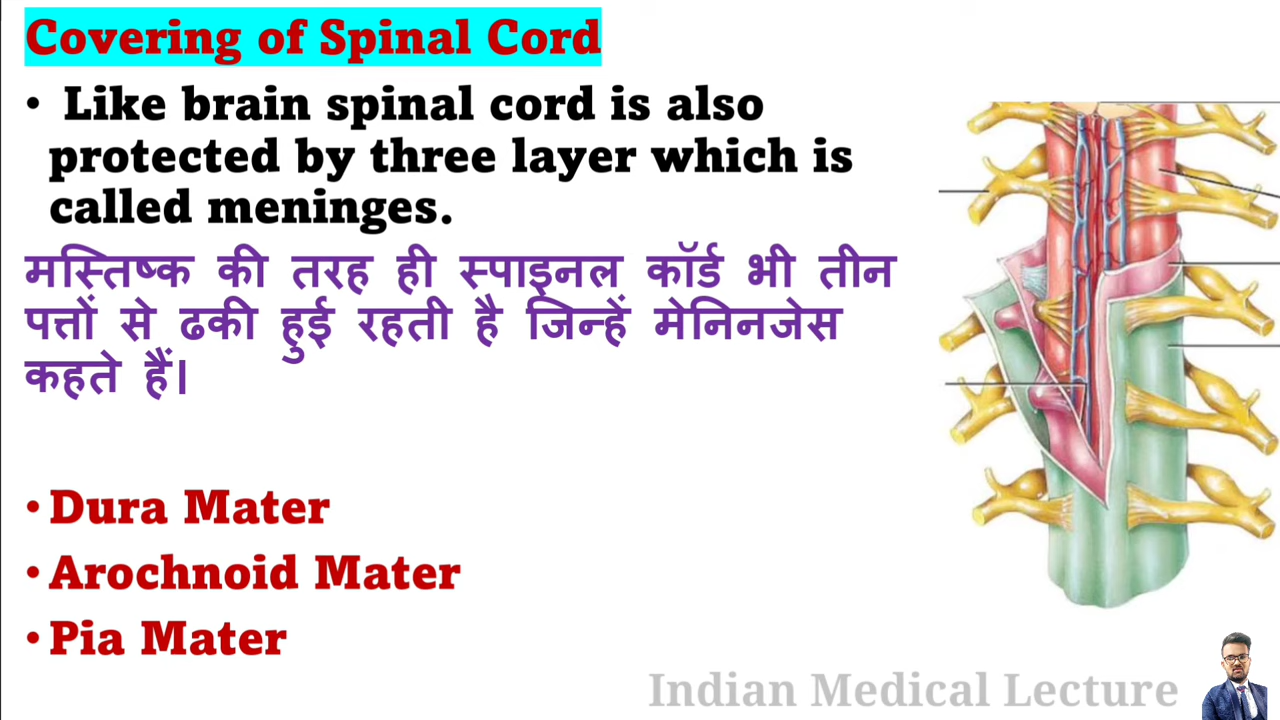 Covering of Spinal Cord
• Like brain spinal cord is also
protected by three layer which is
called meninges.
मस्तिष्क की तरह ही स्पाइनल कॉर्ड भी तीन
पर्त्तों से ढकी हुई रहती है जिन्हें मेनिनजेस
कहते हैं।
• Dura Mater
• Arochnoid Mater
• Pia Mater
Indian Medical Lecture